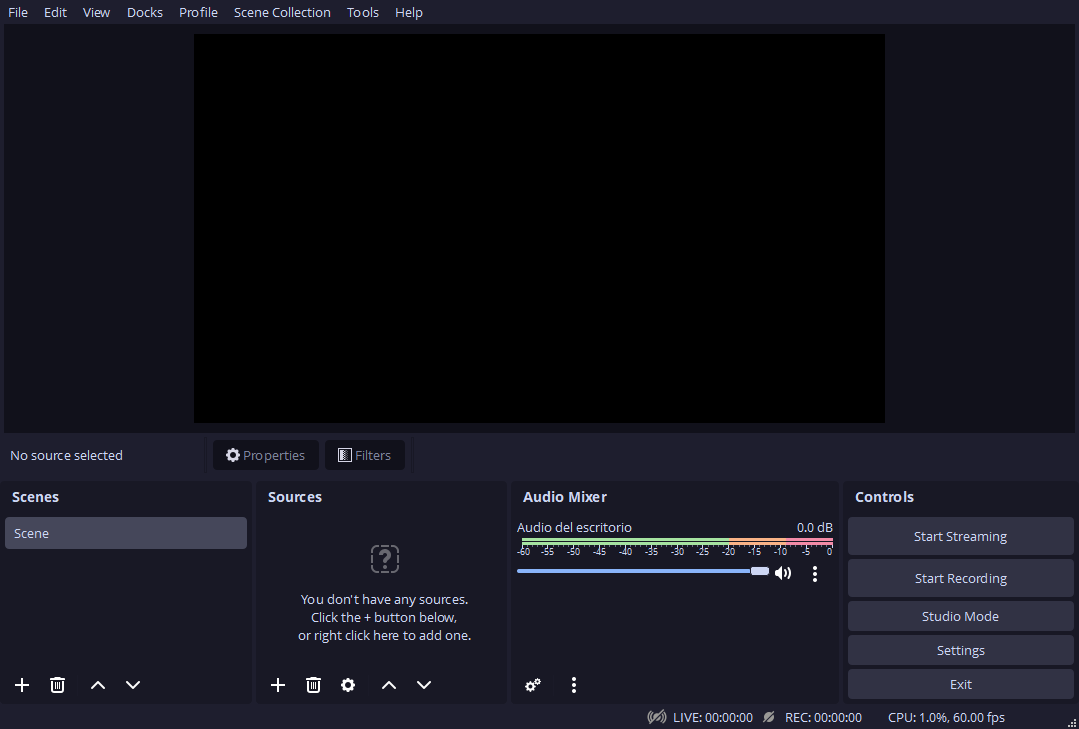 File Edit View Docks Profile Scene Collection Tools Help
No source selected Properties Filters
Scenes
Scene
Sources
You don't have any sources.
Click the + button below,
or right click here to add one.
Audio Mixer
Audio del escritorio 0.0 dB
-60 -55 -50 -45 -40 -35 -30 -25 -20 -15 -10 -5 0
Controls
Start Streaming
Start Recording
Studio Mode
Settings
Exit
LIVE: 00:00:00 REC: 00:00:00 CPU: 1.0%, 60.00 fps